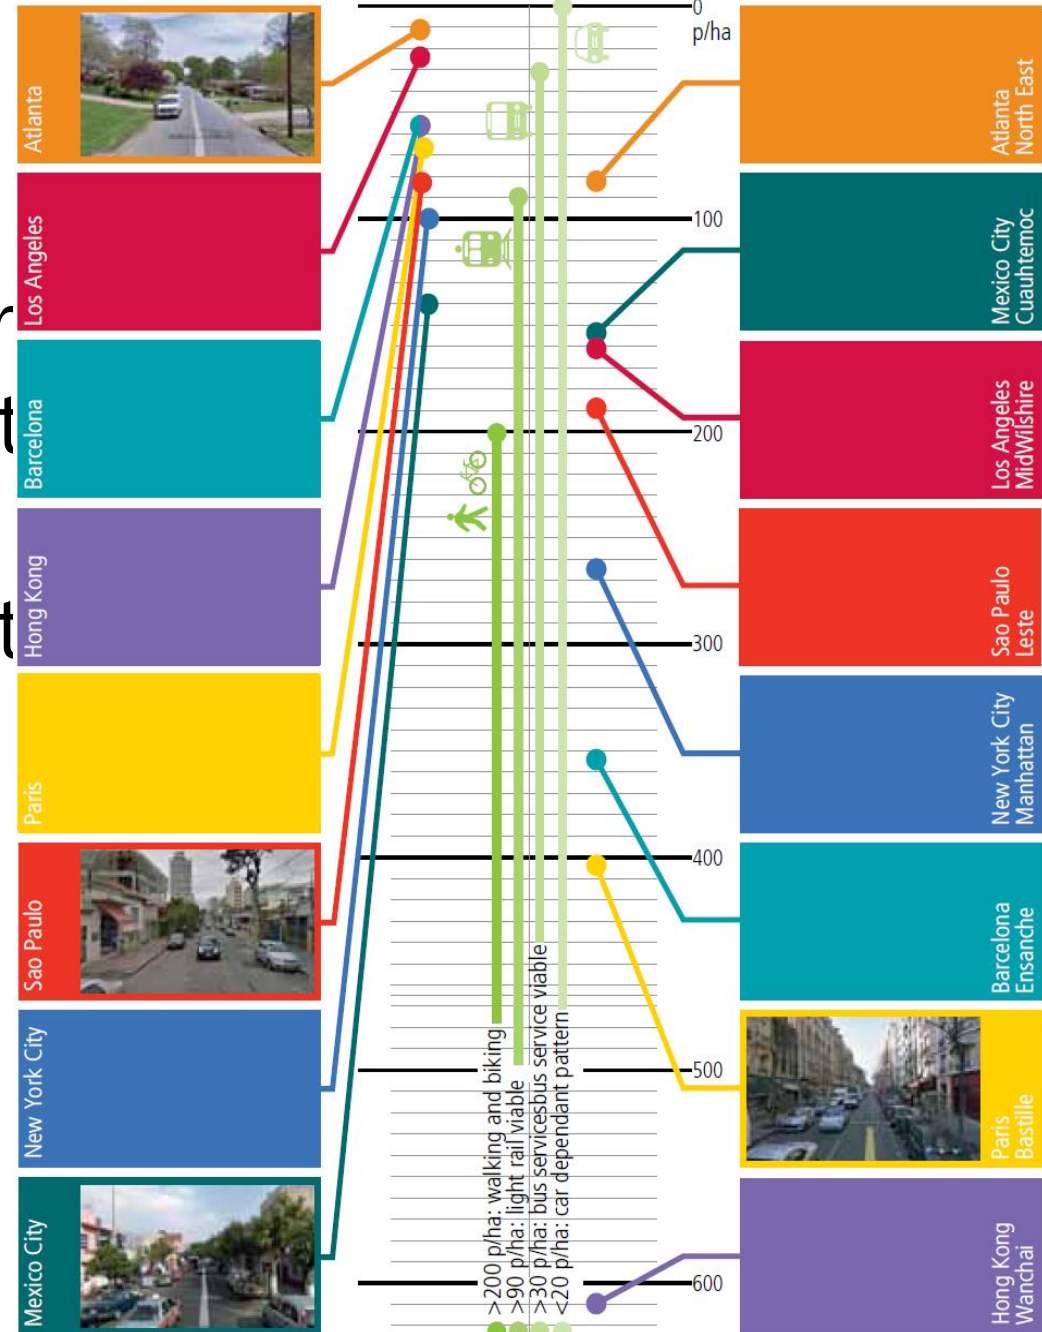 Atlanta
Los Angeles
Barcelona
Hong Kong
Paris
Sao Paulo
New York City
Mexico City
0
p/ha
100
200
300
400
500
600
>200 p/ha: walking and biking
>90 p/ha: light rail viable
>30 p/ha: bus servicesbus service viable
<20 p/ha: car dependant pattern
Atlanta
North East
Mexico City
Cuauhtemoc
Los Angeles
MidWilshire
Sao Paulo
Leste
New York City
Manhattan
Barcelona
Ensanche
Paris
Bastille
Hong Kong
Wanchai